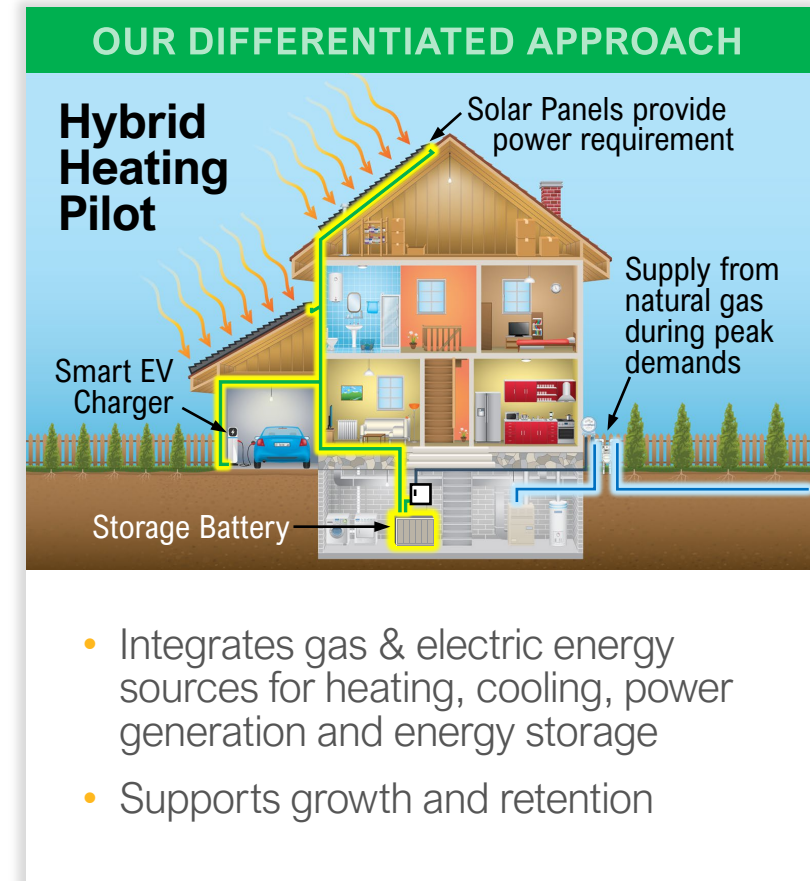 OUR DIFFERENTIATED APPROACH
Hybrid
Heating
Pilot
Solar Panels provide
power requirement
Supply from
natural gas
during peak
demands
Smart EV
Charger
Storage Battery
• Integrates gas & electric energy
sources for heating, cooling, power
generation and energy storage
• Supports growth and retention